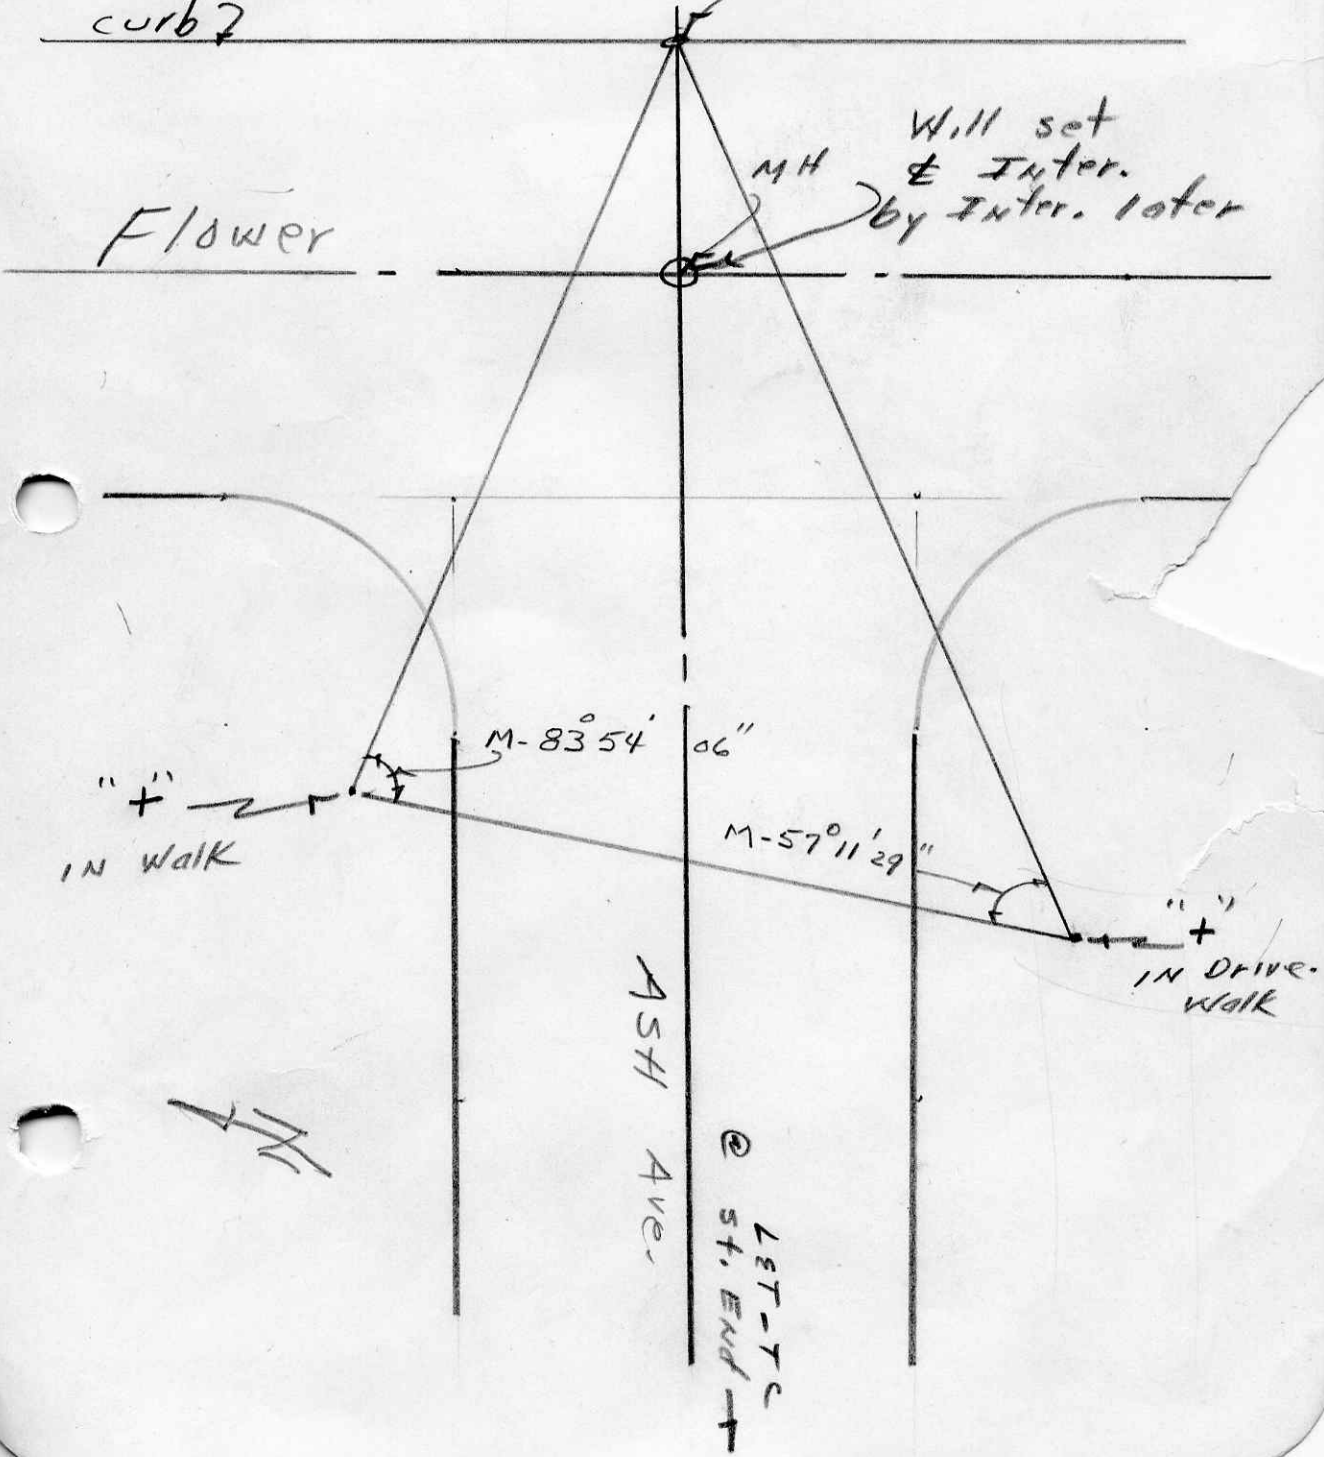 curb
MH
Will set
℄ Inter.
by Inter. later
Flower
M-83°54' 06"
"+"
IN Walk
M-57°11'29"
"+"
IN Drive.
Walk
ASH Ave.
@ St. End
L&T-TC
N